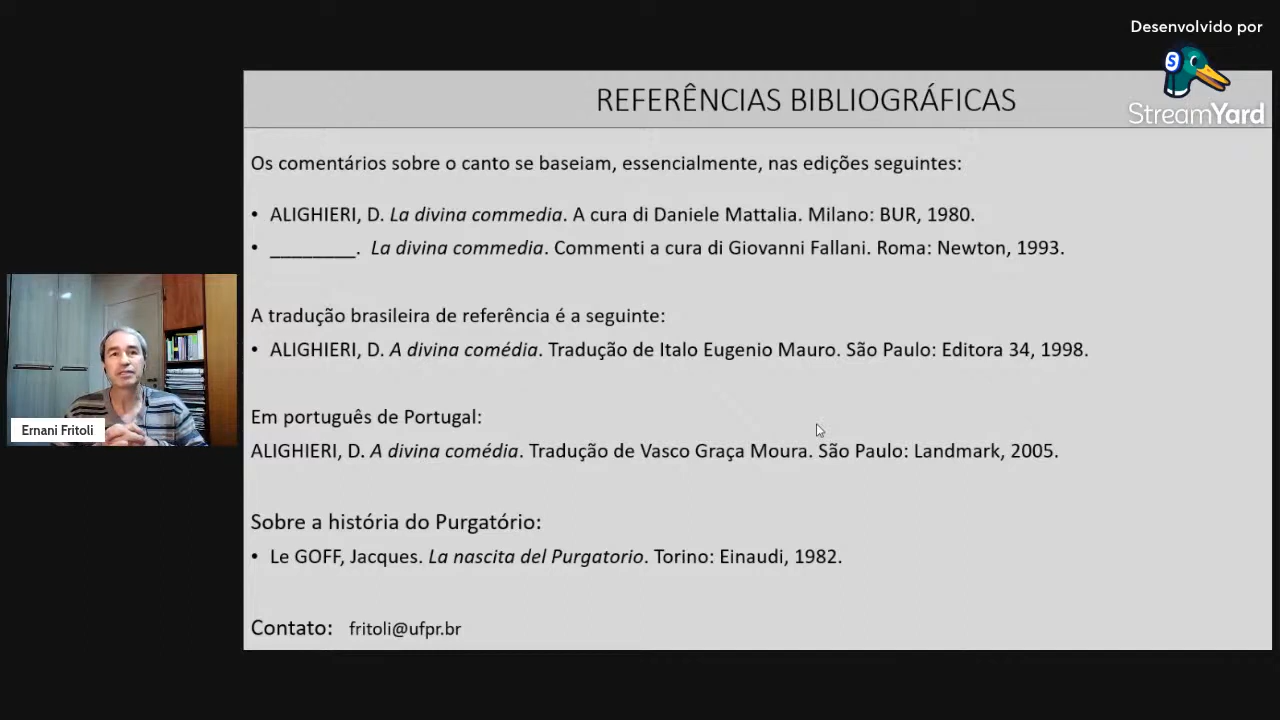 Desenvolvido por
StreamYard
REFERÊNCIAS BIBLIOGRÁFICAS
Os comentários sobre o canto se baseiam, essencialmente, nas edições seguintes:
• ALIGHIERI, D. La divina commedia. A cura di Daniele Mattalia. Milano: BUR, 1980.
• ________. La divina commedia. Commenti a cura di Giovanni Fallani. Roma: Newton, 1993.
A tradução brasileira de referência é a seguinte:
• ALIGHIERI, D. A divina comédia. Tradução de Italo Eugenio Mauro. São Paulo: Editora 34, 1998.
Em português de Portugal:
ALIGHIERI, D. A divina comédia. Tradução de Vasco Graça Moura. São Paulo: Landmark, 2005.
Sobre a história do Purgatório:
• Le GOFF, Jacques. La nascita del Purgatorio. Torino: Einaudi, 1982.
Contato: fritoli@ufpr.br
Ernani Fritoli